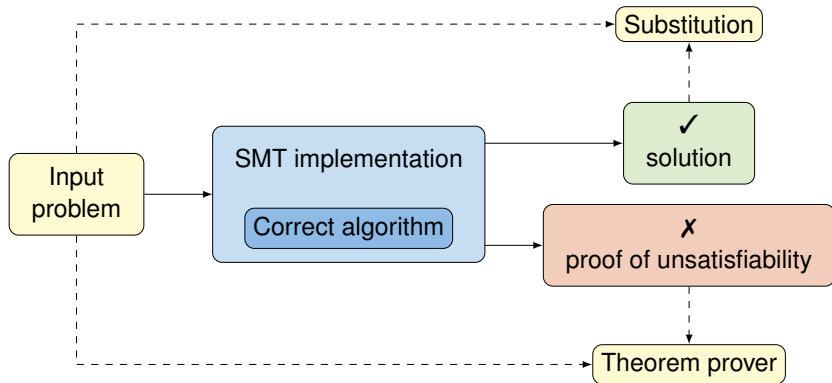 Substitution
✓
solution
SMT implementation
Input
problem
Correct algorithm
✗
proof of unsatisfiability
Theorem prover